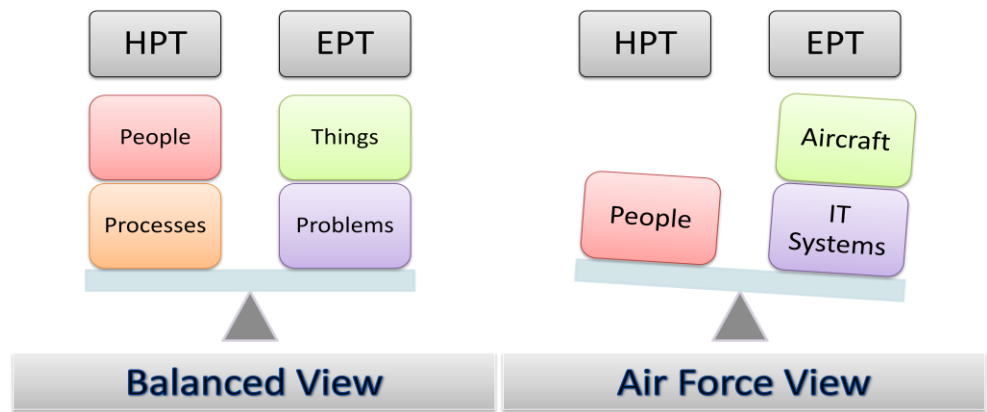 HPT
EPT
People
Things
Processes
Problems
Balanced View
HPT
EPT
Aircraft
People
IT
Systems
Air Force View